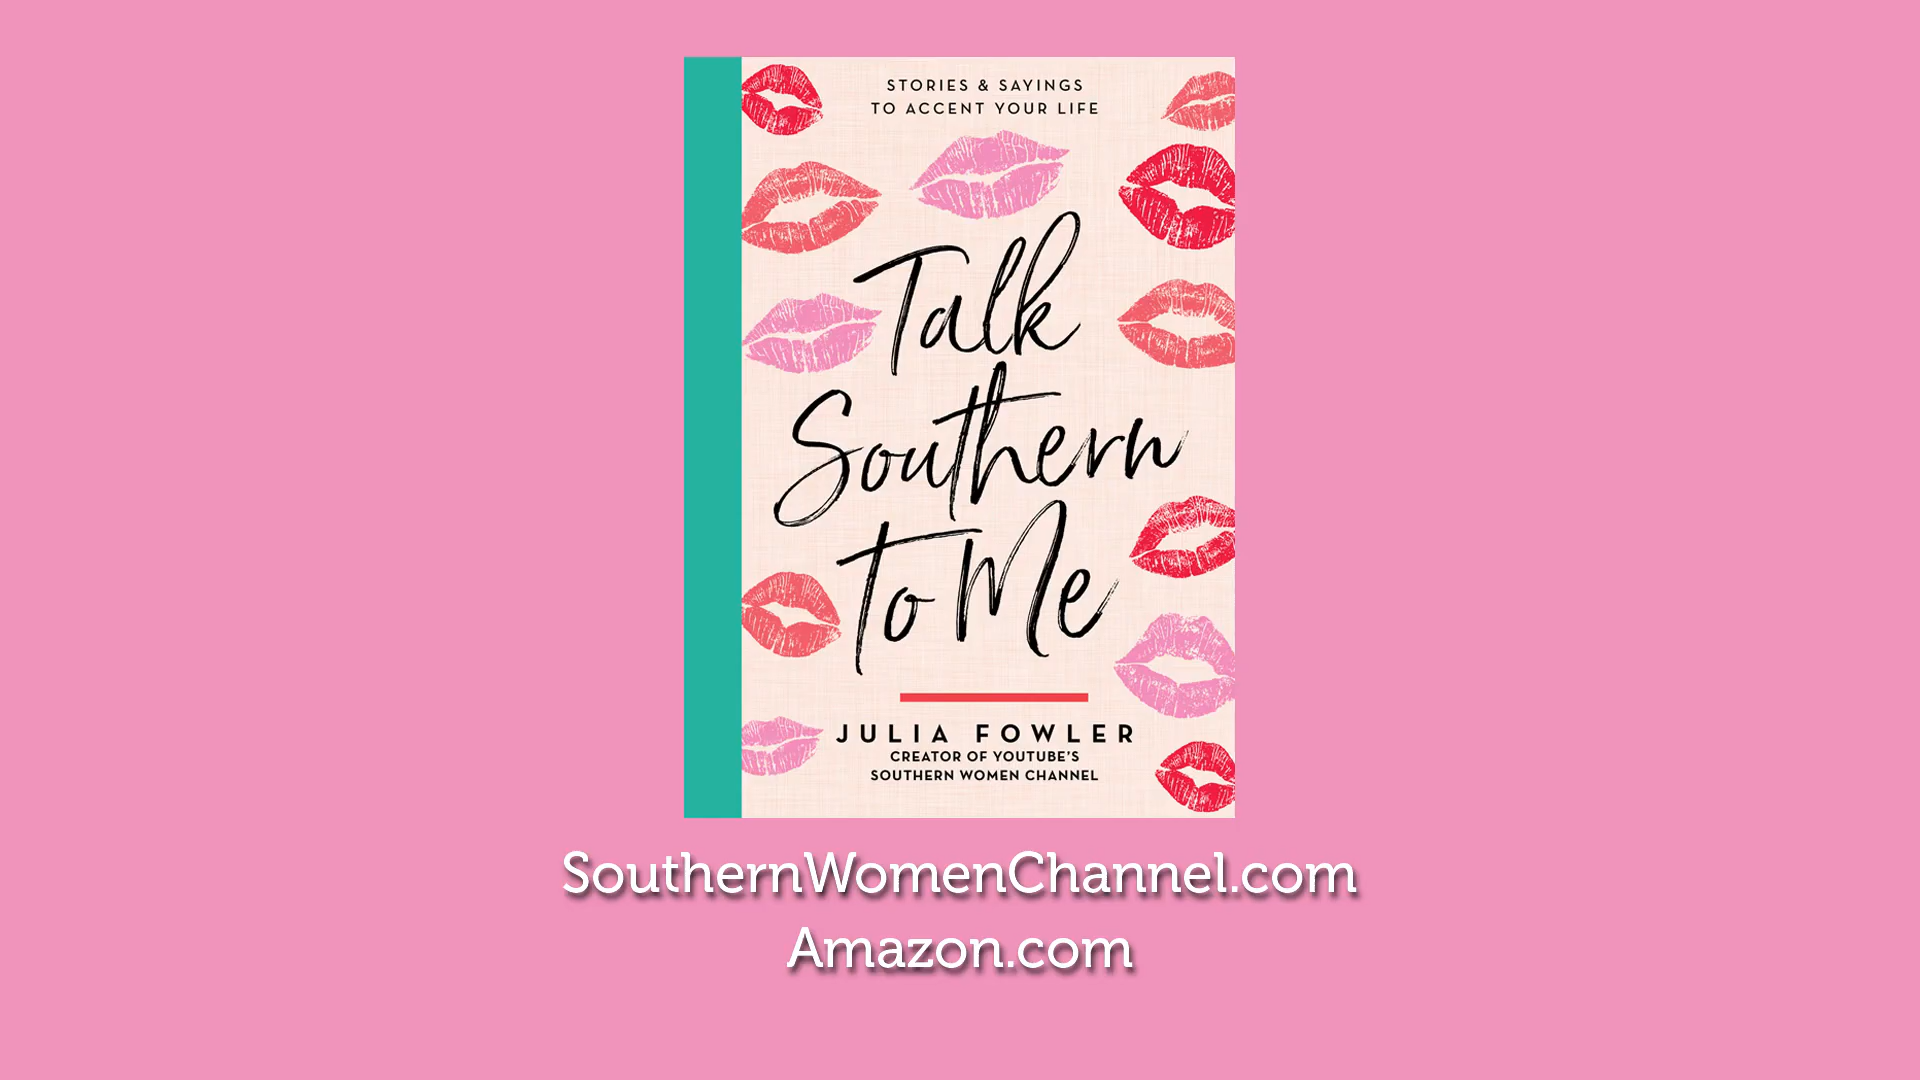 STORIES & SAYINGS
TO ACCENT YOUR LIFE
Talk
Southern
to Me
JULIA FOWLER
CREATOR OF YOUTUBE'S
SOUTHERN WOMEN CHANNEL
SouthernWomenChannel.com
Amazon.com